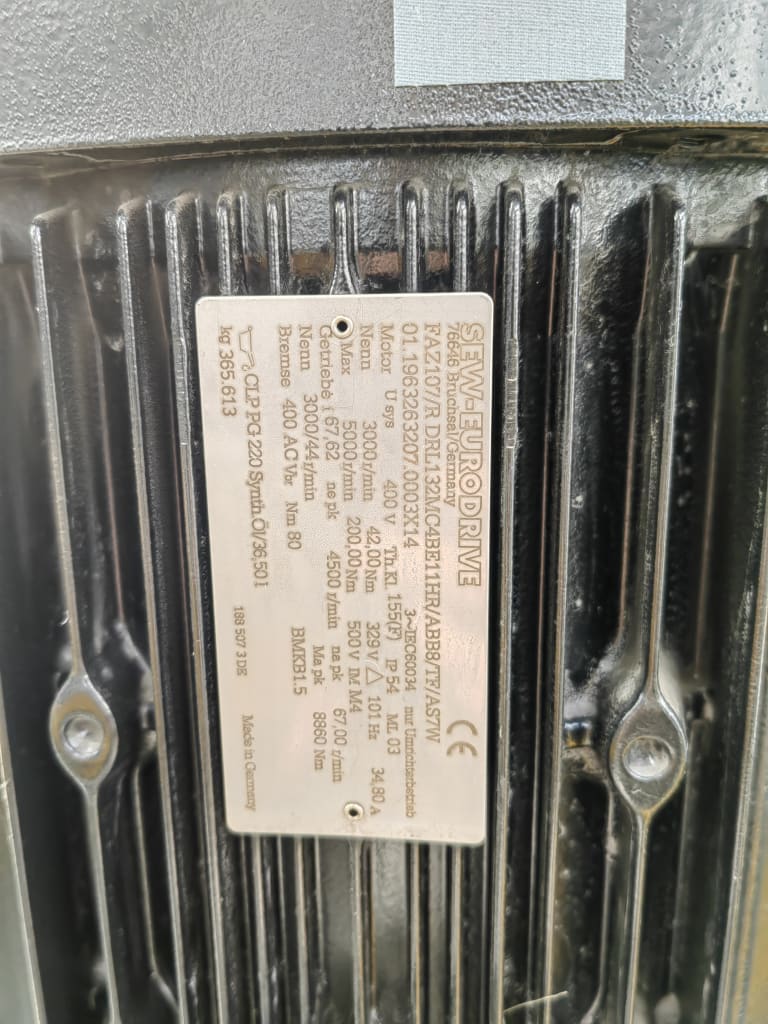 SEW-EURODRIVE
76646 Bruchsal/Germany
CE
FAZ107/R DRL132MC4BE11HR/ABB8/TF/AS7W
01.1963263207.0003X14 3~IEC60034 nur Umrichterbetrieb
Motor U sys 400 V Th.Kl 155(F) IP 54 ML 03
Nenn 3000 r/min 42,00 Nm 329 V △ 101 Hz 34,80 A
Max 5000 r/min 200,00 Nm 500 V IM M4
Getriebe i 67,62 ne pk 4500 r/min na pk 67,00 r/min
Nenn 3000/44 r/min Ma pk 8860 Nm
Bremse 400 AC Vbr Nm 80 BMKB1.5
CLP PG 220 Synth.Öl/36,50 l
kg 365.613 188 507 3 DE Made in Germany